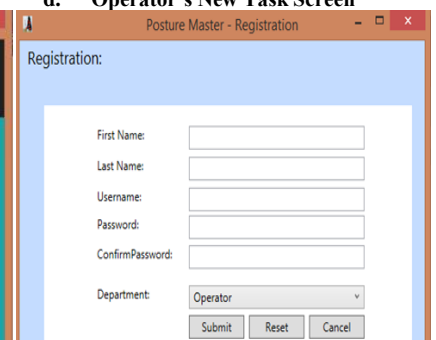 d. Operator's New Task Screen
Posture Master - Registration
Registration:
First Name:
Last Name:
Username:
Password:
ConfirmPassword:
Department: Operator
Submit Reset Cancel